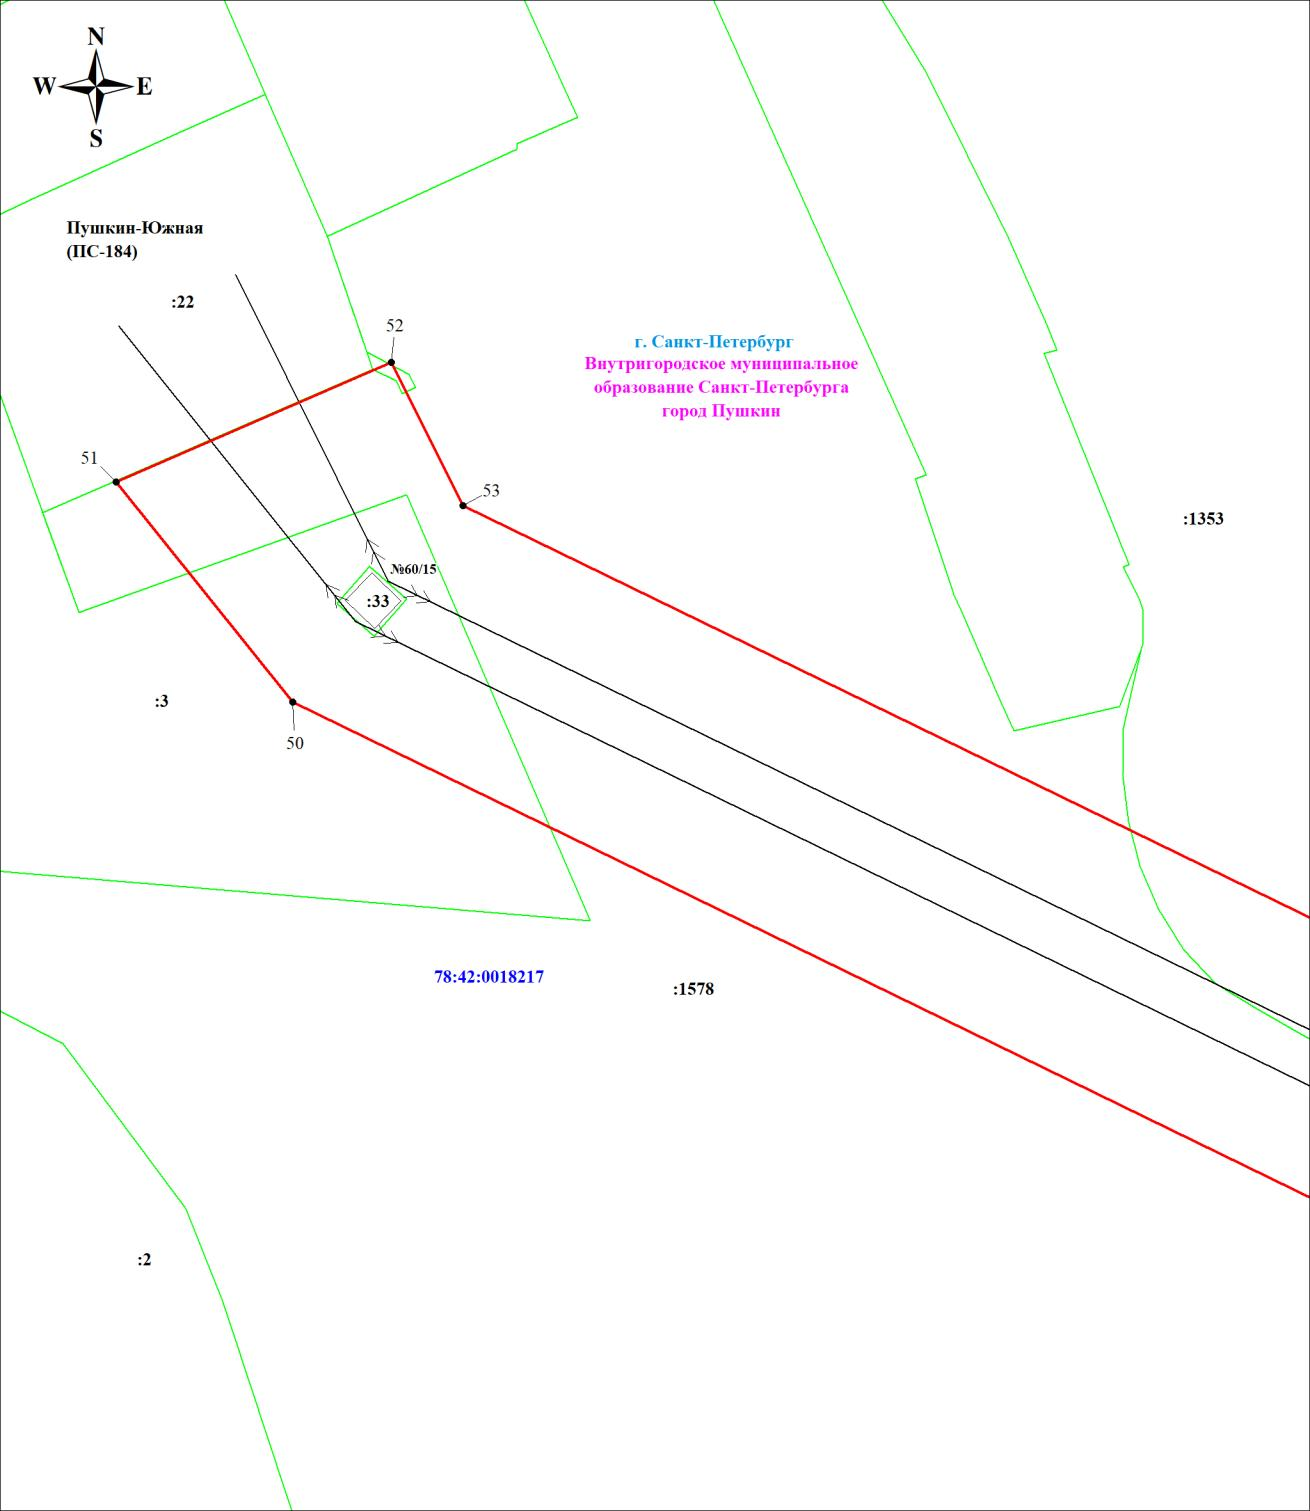 N
W E
S
Пушкин-Южная
(ПС-184)
:22
52
г. Санкт-Петербург
Внутригородское муниципальное
образование Санкт-Петербурга
город Пушкин
51
53
:1353
№60/15
:33
:3
50
78:42:0018217
:1578
:2